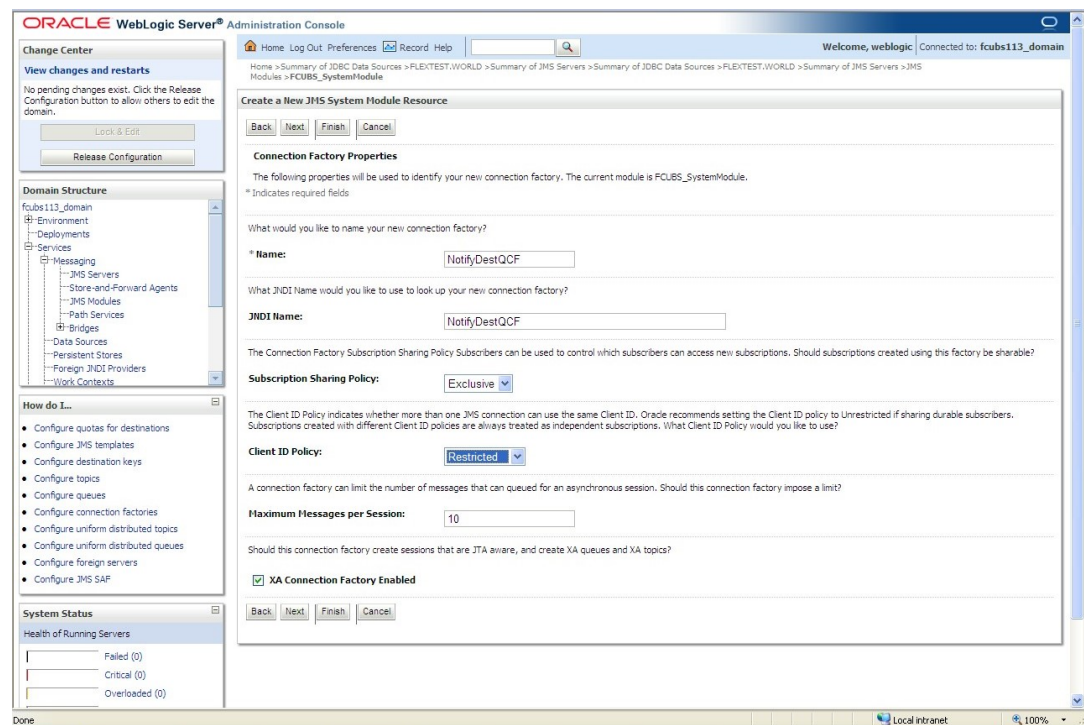 ORACLE WebLogic Server® Administration Console
Change Center
View changes and restarts
No pending changes exist. Click the Release
Configuration button to allow others to edit the
domain.
Lock & Edit
Release Configuration
Domain Structure
fcubs113_domain
Environment
Deployments
Services
Messaging
JMS Servers
Store-and-Forward Agents
JMS Modules
Path Services
Bridges
Data Sources
Persistent Stores
Foreign JNDI Providers
Work Contexts
How do I...
Configure quotas for destinations
Configure JMS templates
Configure destination keys
Configure topics
Configure queues
Configure connection factories
Configure uniform distributed topics
Configure uniform distributed queues
Configure foreign servers
Configure JMS SAF
System Status
Health of Running Servers
Failed (0)
Critical (0)
Overloaded (0)
Home Log Out Preferences Record Help
Welcome, weblogic Connected to: fcubs113_domain
Home >Summary of JDBC Data Sources >FLEXTEST.WORLD >Summary of JMS Servers >Summary of JDBC Data Sources >FLEXTEST.WORLD >Summary of JMS Servers >JMS
Modules >FCUBS_SystemModule
Create a New JMS System Module Resource
Back Next Finish Cancel
Connection Factory Properties
The following properties will be used to identify your new connection factory. The current module is FCUBS_SystemModule.
* Indicates required fields
What would you like to name your new connection factory?
* Name: NotifyDestQCF
What JNDI Name would you like to use to look up your new connection factory?
JNDI Name: NotifyDestQCF
The Connection Factory Subscription Sharing Policy Subscribers can be used to control which subscribers can access new subscriptions. Should subscriptions created using this factory be sharable?
Subscription Sharing Policy: Exclusive
The Client ID Policy indicates whether more than one JMS connection can use the same Client ID. Oracle recommends setting the Client ID policy to Unrestricted if sharing durable subscribers.
Subscriptions created with different Client ID policies are always treated as independent subscriptions. What Client ID Policy would you like to use?
Client ID Policy: Restricted
A connection factory can limit the number of messages that can queued for an asynchronous session. Should this connection factory impose a limit?
Maximum Messages per Session: 10
Should this connection factory create sessions that are JTA aware, and create XA queues and XA topics?
XA Connection Factory Enabled
Back Next Finish Cancel
Done
Local intranet
100%